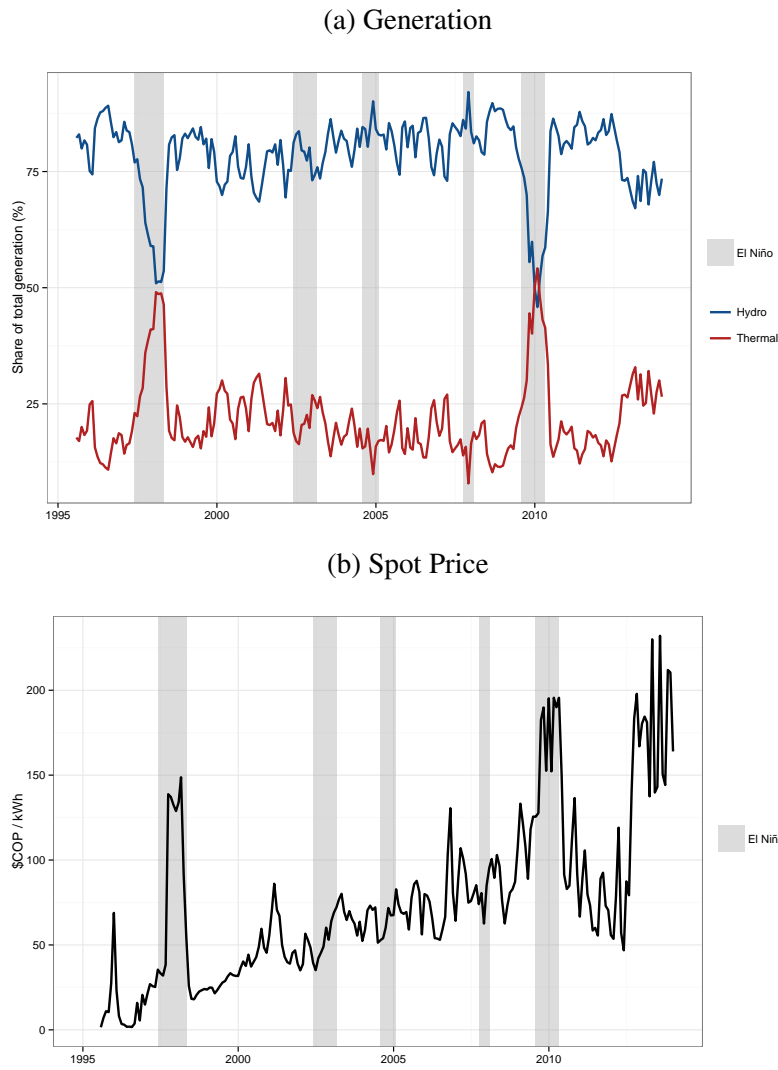 (a) Generation
Share of total generation (%)
75
50
25
1995
2000
2005
2010
El Niño
Hydro
Thermal
(b) Spot Price
$COP / kWh
200
150
100
50
0
1995
2000
2005
2010
El Niñ